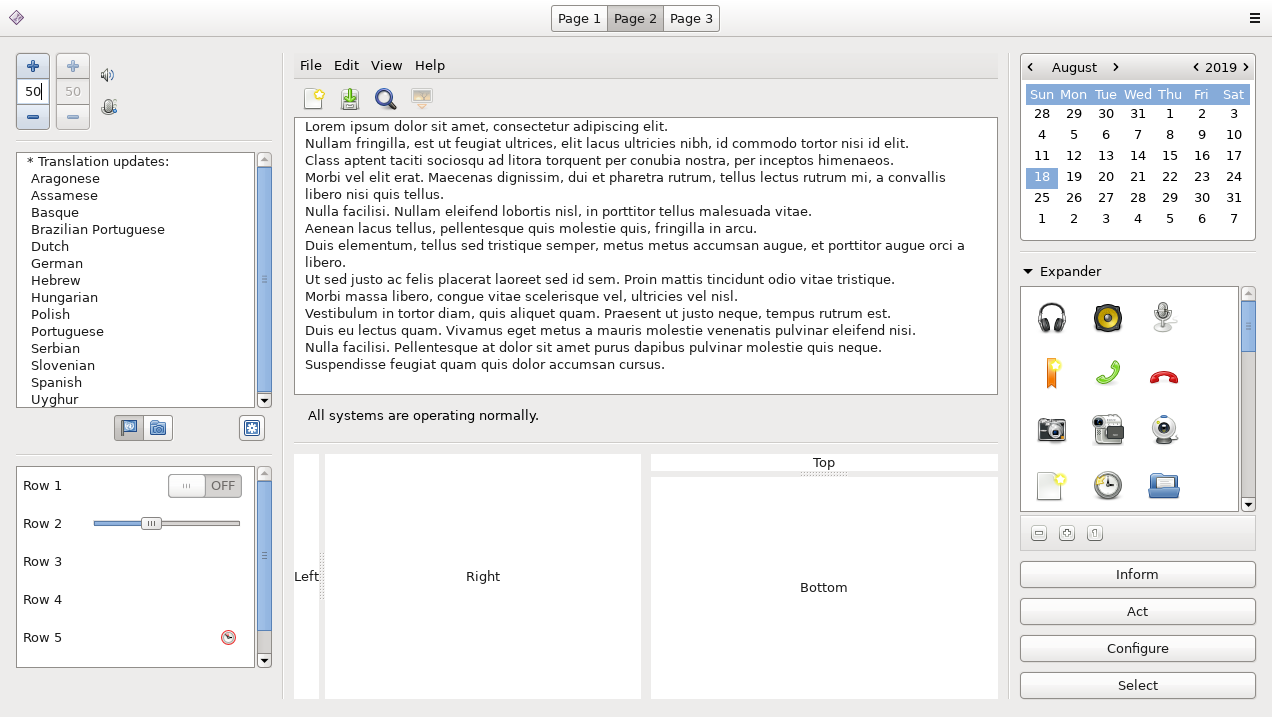 Page 1 Page 2 Page 3
50 50
* Translation updates:
Aragonese
Assamese
Basque
Brazilian Portuguese
Dutch
German
Hebrew
Hungarian
Polish
Portuguese
Serbian
Slovenian
Spanish
Uyghur
Row 1 OFF
Row 2
Row 3
Row 4
Row 5
File Edit View Help
Lorem ipsum dolor sit amet, consectetur adipiscing elit.
Nullam fringilla, est ut feugiat ultrices, elit lacus ultricies nibh, id commodo tortor nisi id elit.
Class aptent taciti sociosqu ad litora torquent per conubia nostra, per inceptos himenaeos.
Morbi vel elit erat. Maecenas dignissim, dui et pharetra rutrum, tellus lectus rutrum mi, a convallis
libero nisi quis tellus.
Nulla facilisi. Nullam eleifend lobortis nisl, in porttitor tellus malesuada vitae.
Aenean lacus tellus, pellentesque quis molestie quis, fringilla in arcu.
Duis elementum, tellus sed tristique semper, metus metus accumsan augue, et porttitor augue orci a
libero.
Ut sed justo ac felis placerat laoreet sed id sem. Proin mattis tincidunt odio vitae tristique.
Morbi massa libero, congue vitae scelerisque vel, ultricies vel nisl.
Vestibulum in tortor diam, quis aliquet quam. Praesent ut justo neque, tempus rutrum est.
Duis eu lectus quam. Vivamus eget metus a mauris molestie venenatis pulvinar eleifend nisi.
Nulla facilisi. Pellentesque at dolor sit amet purus dapibus pulvinar molestie quis neque.
Suspendisse feugiat quam quis dolor accumsan cursus.
All systems are operating normally.
Left
Right
Top
Bottom
August 2019
Sun Mon Tue Wed Thu Fri Sat
28 29 30 31 1 2 3
4 5 6 7 8 9 10
11 12 13 14 15 16 17
18 19 20 21 22 23 24
25 26 27 28 29 30 31
1 2 3 4 5 6 7
Expander
Inform
Act
Configure
Select